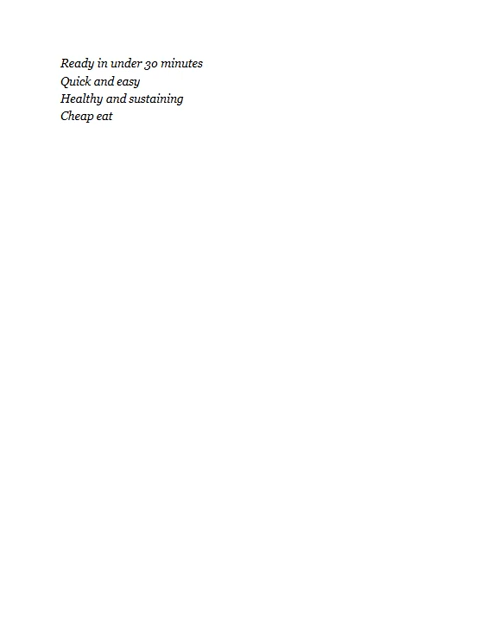 Ready in under 30 minutes
Quick and easy
Healthy and sustaining
Cheap eat